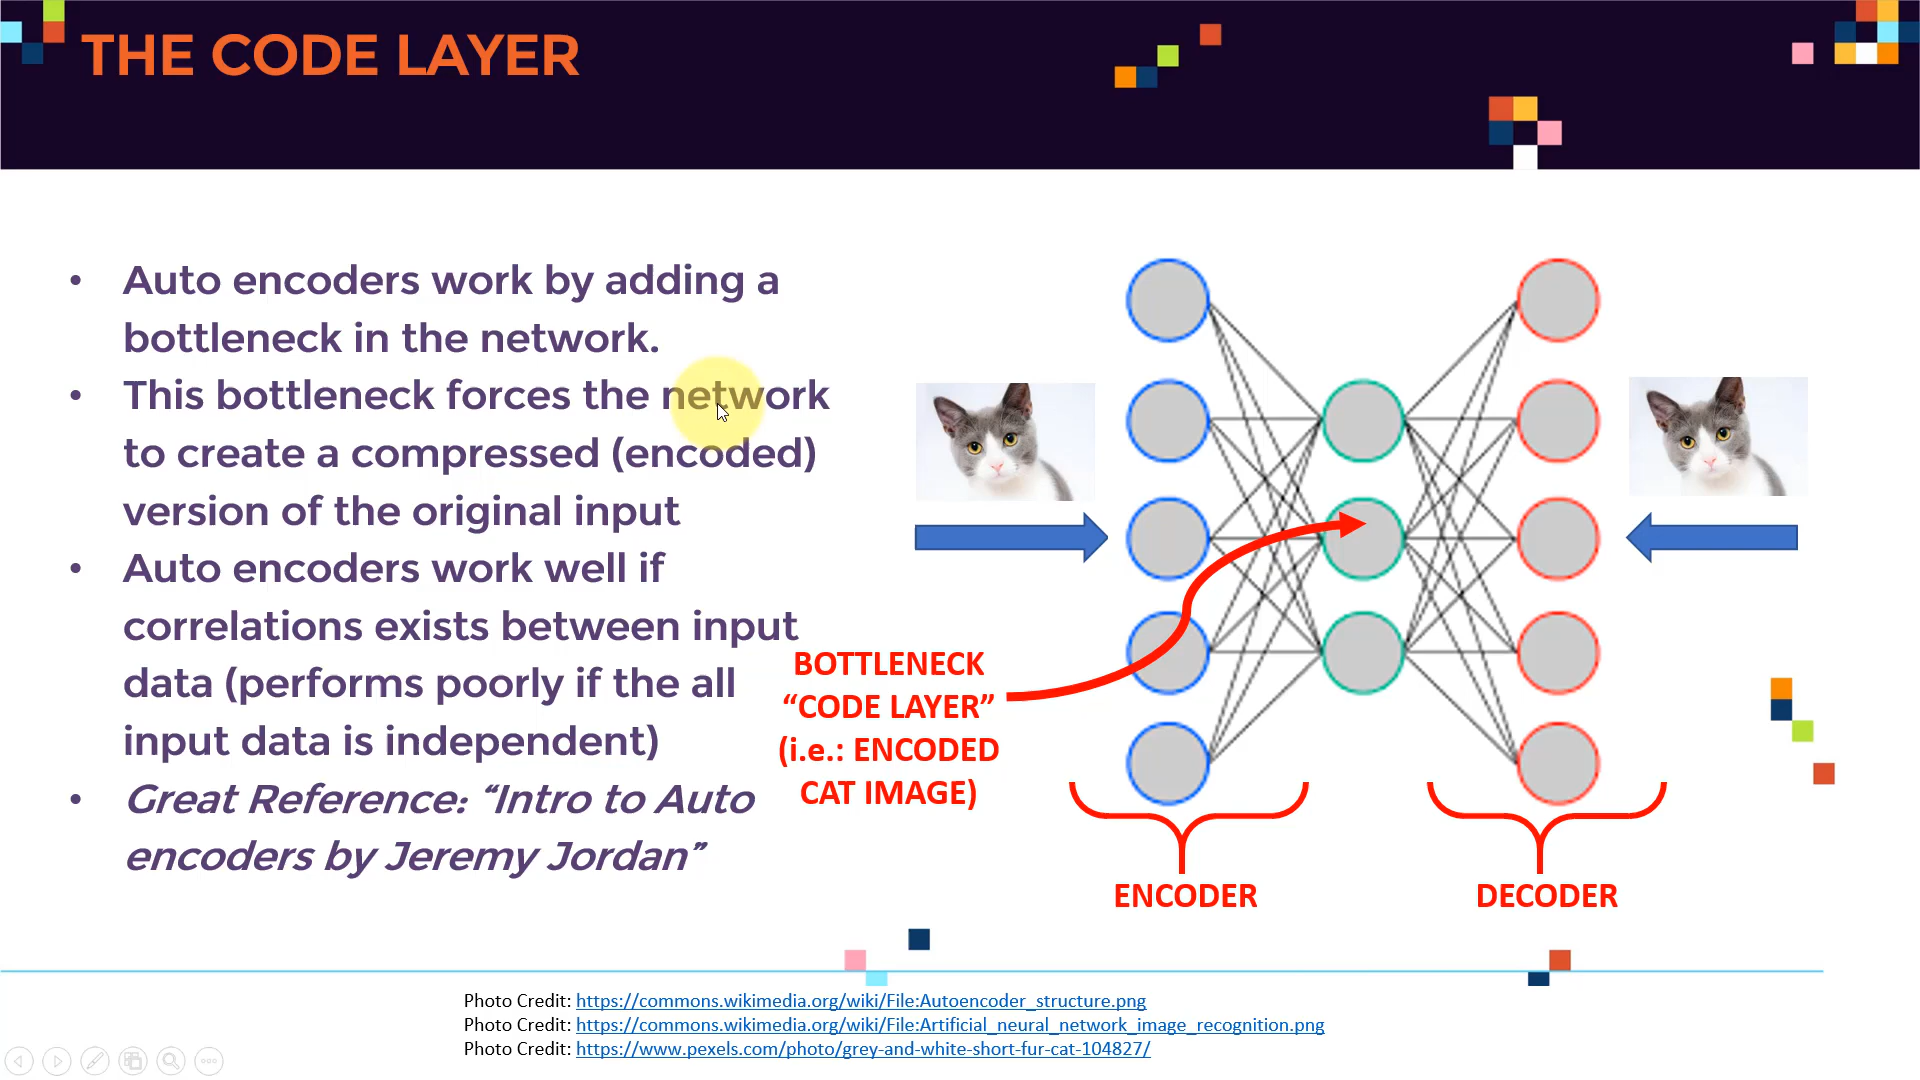 THE CODE LAYER
• Auto encoders work by adding a
bottleneck in the network.
• This bottleneck forces the network
to create a compressed (encoded)
version of the original input
• Auto encoders work well if
correlations exists between input
data (performs poorly if the all
input data is independent)
• Great Reference: “Intro to Auto
encoders by Jeremy Jordan”
BOTTLENECK
“CODE LAYER”
(i.e.: ENCODED
CAT IMAGE)
ENCODER
DECODER
Photo Credit: https://commons.wikimedia.org/wiki/File:Autoencoder_structure.png
Photo Credit: https://commons.wikimedia.org/wiki/File:Artificial_neural_network_image_recognition.png
Photo Credit: https://www.pexels.com/photo/grey-and-white-short-fur-cat-104827/